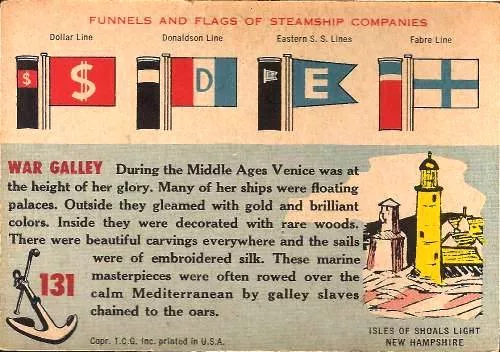 FUNNELS AND FLAGS OF STEAMSHIP COMPANIES
Dollar Line
Donaldson Line
Eastern S. S. Lines
Fabre Line
$
$
D
E
E
WAR GALLEY During the Middle Ages Venice was at
the height of her glory. Many of her ships were floating
palaces. Outside they gleamed with gold and brilliant
colors. Inside they were decorated with rare woods.
There were beautiful carvings everywhere and the sails
were of embroidered silk. These marine
masterpieces were often rowed over the
calm Mediterranean by galley slaves
chained to the oars.
131
Copr. T.C.G. Inc. printed in U.S.A.
ISLES OF SHOALS LIGHT
NEW HAMPSHIRE